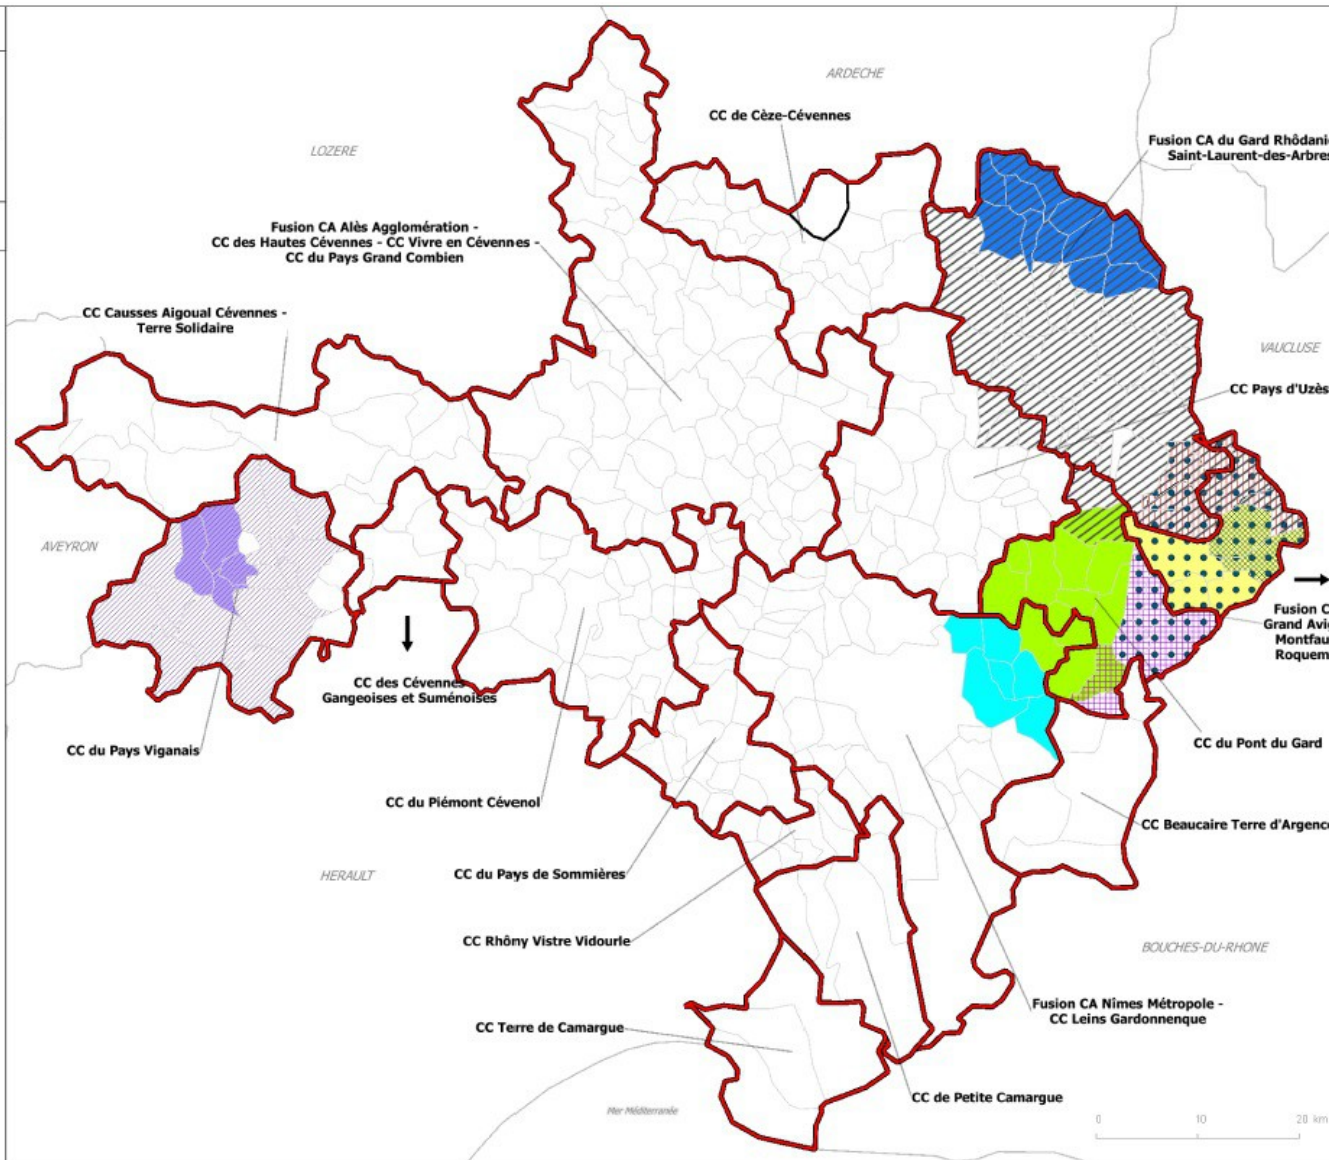 ARDECHE
CC de Cèze-Cévennes
Fusion CA du Gard Rhôdani
Saint-Laurent-des-Arbres
LOZERE
Fusion CA Alès Agglomération -
CC des Hautes Cévennes - CC Vivre en Cévennes -
CC du Pays Grand Combien
CC Causses Aigoual Cévennes -
Terre Solidaire
VAUCLUSE
CC Pays d'Uzès
AVEYRON
Fusion C
Grand Avig
Montfau
Roquem
CC des Cévennes
Gangeoises et Suménoises
CC du Pays Viganais
CC du Pont du Gard
CC du Piémont Cévenol
CC Beaucaire Terre d'Argence
HERAULT
CC du Pays de Sommières
CC Rhôny Vistre Vidourle
BOUCHES-DU-RHONE
Fusion CA Nîmes Métropole -
CC Leins Gardonnenque
CC Terre de Camargue
CC de Petite Camargue
Mer Méditerranée
0 10 20 km